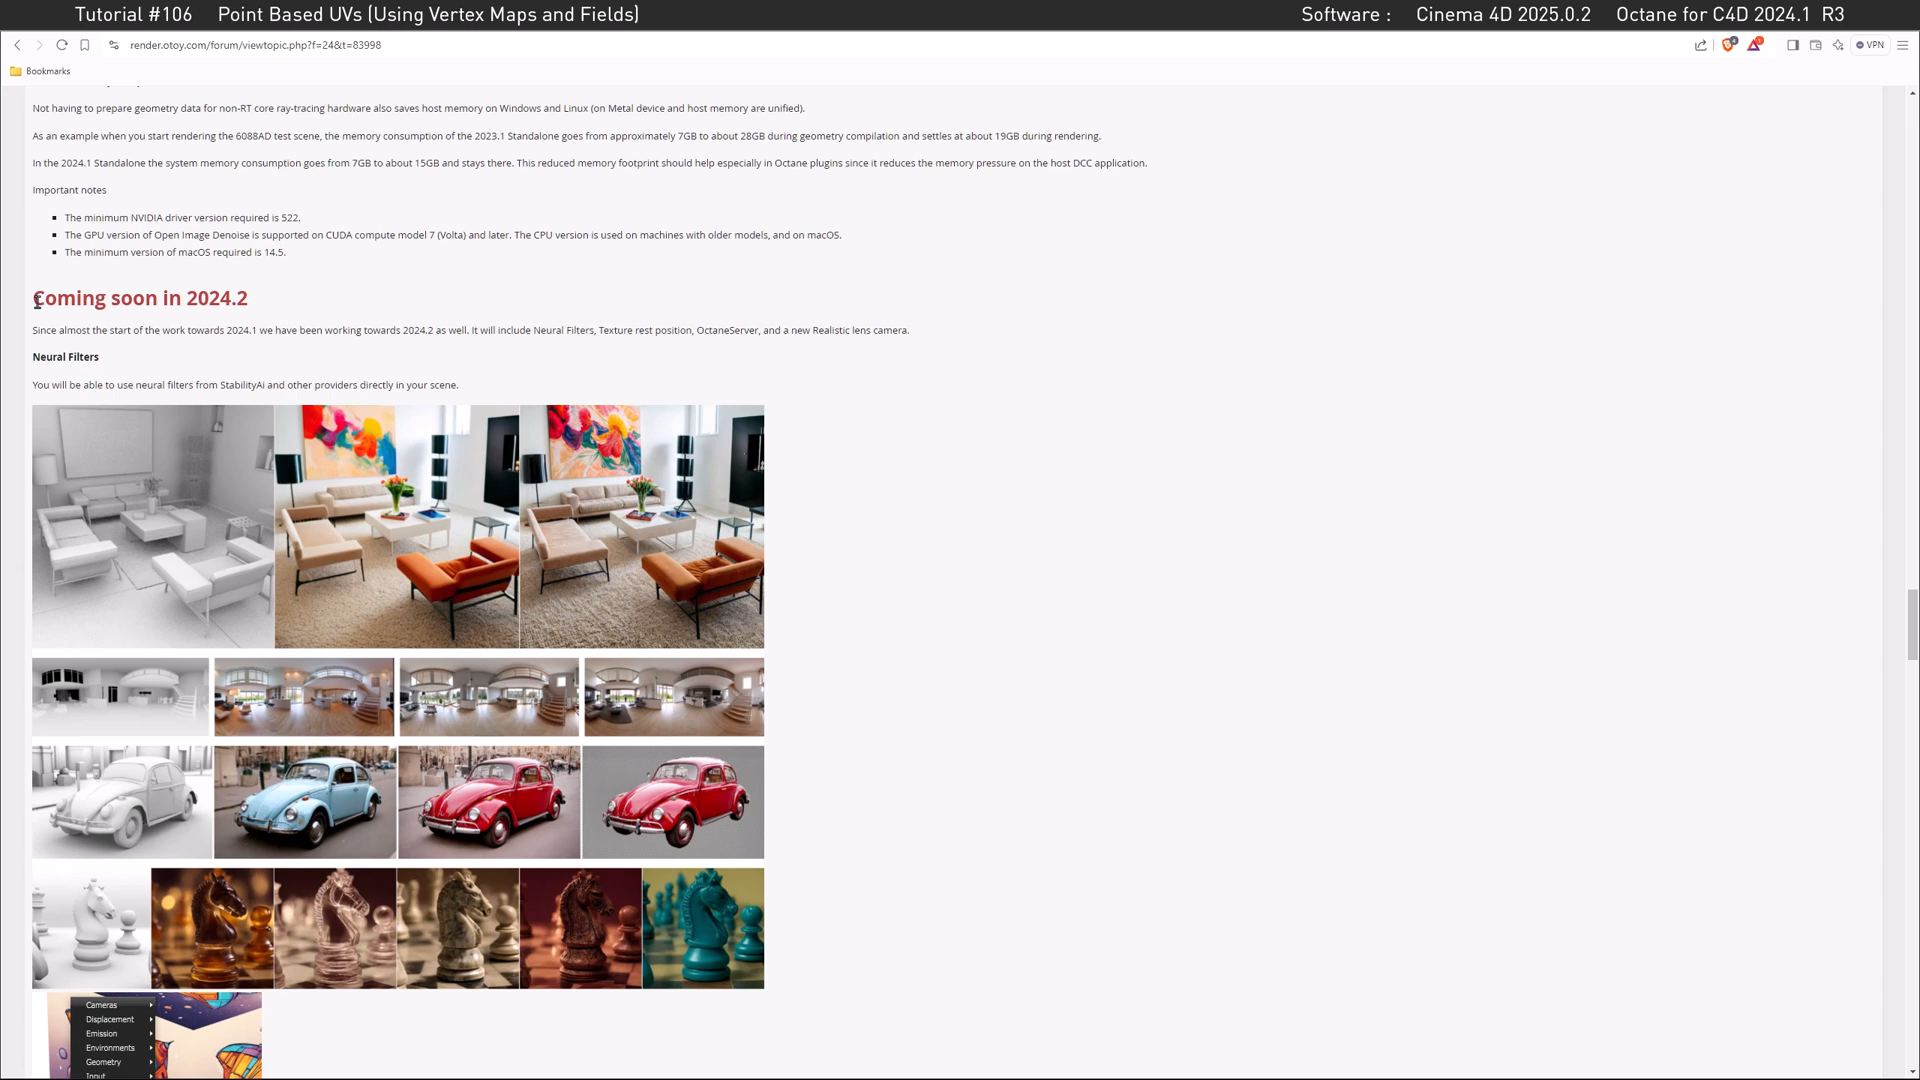 Tutorial #106 Point Based UVs (Using Vertex Maps and Fields) Software : Cinema 4D 2025.0.2 Octane for C4D 2024.1 R3
render.otoy.com/forum/viewtopic.php?f=24&t=83998
VPN
Bookmarks
Not having to prepare geometry data for non-RT core ray-tracing hardware also saves host memory on Windows and Linux (on Metal device and host memory are unified).
As an example when you start rendering the 6088AD test scene, the memory consumption of the 2023.1 Standalone goes from approximately 7GB to about 28GB during geometry compilation and settles at about 19GB during rendering.
In the 2024.1 Standalone the system memory consumption goes from 7GB to about 15GB and stays there. This reduced memory footprint should help especially in Octane plugins since it reduces the memory pressure on the host DCC application.
Important notes
The minimum NVIDIA driver version required is 522.
The GPU version of Open Image Denoise is supported on CUDA compute model 7 (Volta) and later. The CPU version is used on machines with older models, and on macOS.
The minimum version of macOS required is 14.5.
Coming soon in 2024.2
Since almost the start of the work towards 2024.1 we have been working towards 2024.2 as well. It will include Neural Filters, Texture rest position, OctaneServer, and a new Realistic lens camera.
Neural Filters
You will be able to use neural filters from StabilityAi and other providers directly in your scene.
Cameras
Displacement
Emission
Environments
Geometry
Input